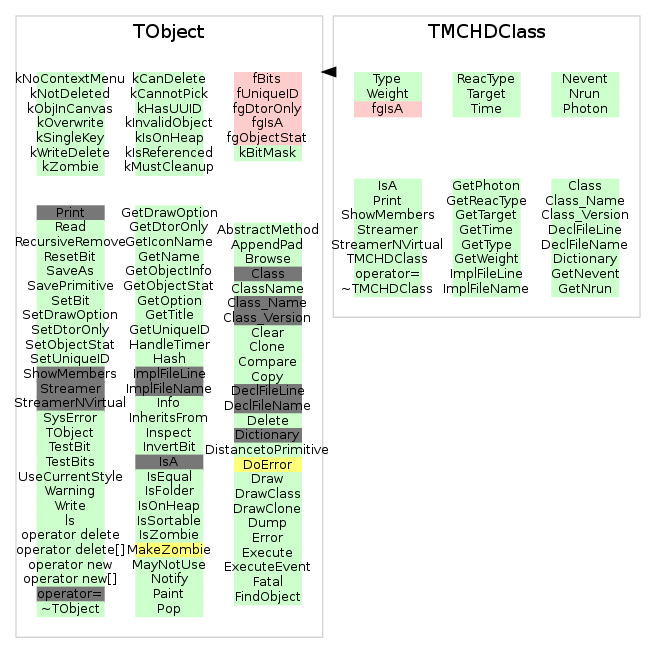 TObject
kNoContextMenu
kNotDeleted
kObjInCanvas
kOverwrite
kSingleKey
kWriteDelete
kZombie
kCanDelete
kCannotPick
kHasUUID
kInvalidObject
kIsOnHeap
kIsReferenced
kMustCleanup
fBits
fUniqueID
fgDtorOnly
fgIsA
fgObjectStat
kBitMask
Print
Read
RecursiveRemove
ResetBit
SaveAs
SavePrimitive
SetBit
SetDrawOption
SetDtorOnly
SetObjectStat
SetUniqueID
ShowMembers
Streamer
StreamerNVirtual
SysError
TObject
TestBit
TestBits
UseCurrentStyle
Warning
Write
ls
operator delete
operator delete[]
operator new
operator new[]
operator=
~TObject
GetDrawOption
GetDtorOnly
GetIconName
GetName
GetObjectInfo
GetObjectStat
GetOption
GetTitle
GetUniqueID
HandleTimer
Hash
ImplFileLine
ImplFileName
Info
InheritsFrom
Inspect
InvertBit
IsA
IsEqual
IsFolder
IsOnHeap
IsSortable
IsZombie
MakeZombie
MayNotUse
Notify
Paint
Pop
AbstractMethod
AppendPad
Browse
Class
ClassName
Class_Name
Class_Version
Clear
Clone
Compare
Copy
DeclFileLine
DeclFileName
Delete
Dictionary
DistancetoPrimitive
DoError
Draw
DrawClass
DrawClone
Dump
Error
Execute
ExecuteEvent
Fatal
FindObject
TMCHDClass
Type
Weight
fgIsA
ReacType
Target
Time
Nevent
Nrun
Photon
IsA
Print
ShowMembers
Streamer
StreamerNVirtual
TMCHDClass
operator=
~TMCHDClass
GetPhoton
GetReacType
GetTarget
GetTime
GetType
GetWeight
ImplFileLine
ImplFileName
Class
Class_Name
Class_Version
DeclFileLine
DeclFileName
Dictionary
GetNevent
GetNrun